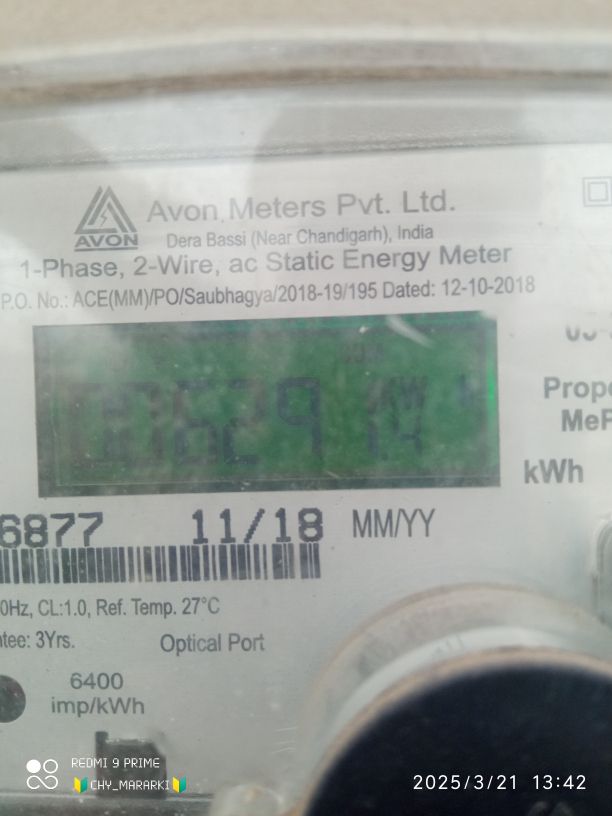 Avon Meters Pvt. Ltd.
AVON
Dera Bassi (Near Chandigarh), India
1-Phase, 2-Wire, ac Static Energy Meter
P.O. No.: ACE(MM)/PO/Saubhagya/2018-19/195 Dated: 12-10-2018
kWh
6877 11/18 MM/YY
0Hz, CL:1.0, Ref. Temp. 27°C
3Yrs.
Optical Port
6400
imp/kWh
REDMI 9 PRIME
CHY_MARARKI
2025/3/21 13:42